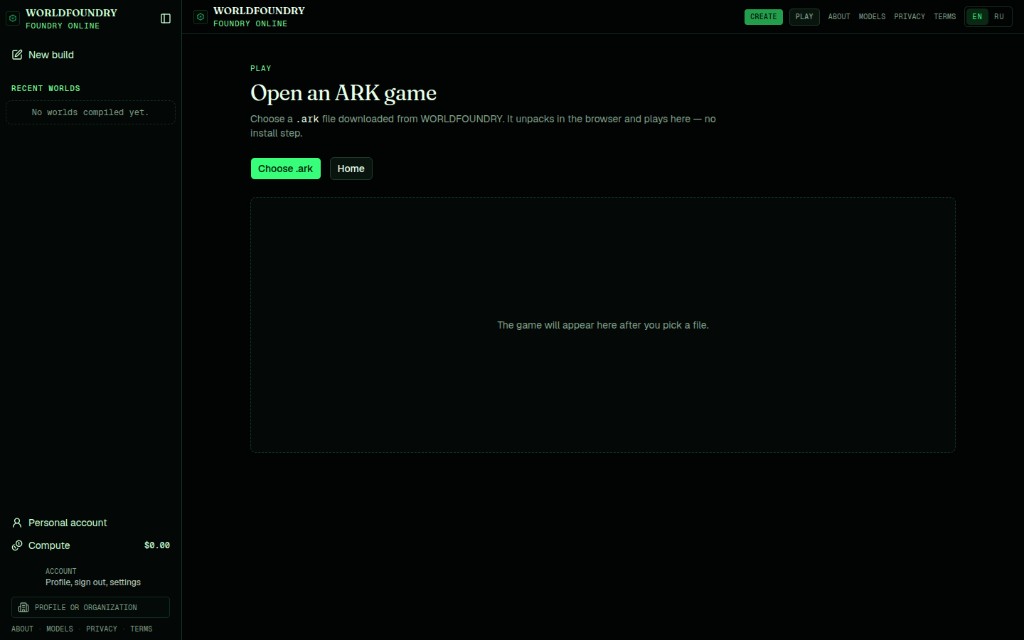 WORLDFOUNDRY
FOUNDRY ONLINE
New build
RECENT WORLDS
No worlds compiled yet.
Personal account
Compute $0.00
ACCOUNT
Profile, sign out, settings
PROFILE OR ORGANIZATION
ABOUT · MODELS · PRIVACY · TERMS
WORLDFOUNDRY
FOUNDRY ONLINE
CREATE PLAY ABOUT MODELS PRIVACY TERMS EN RU
PLAY
Open an ARK game
Choose a .ark file downloaded from WORLDFOUNDRY. It unpacks in the browser and plays here — no
install step.
Choose .ark Home
The game will appear here after you pick a file.